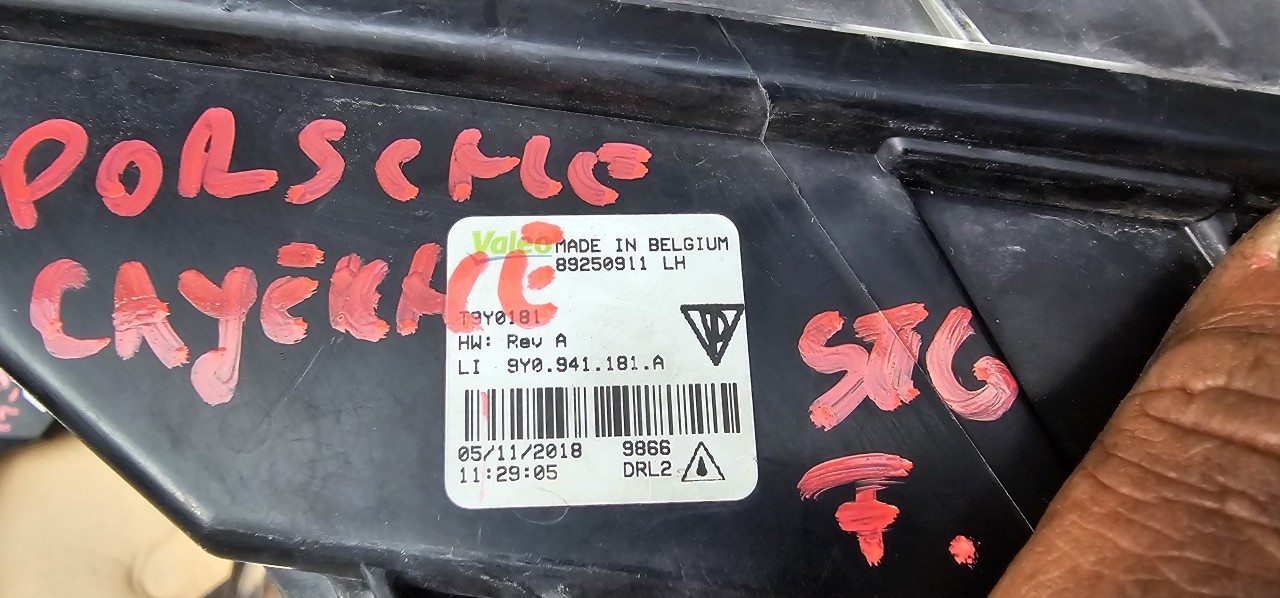 PORSCHE
CAYENNE
Valeo MADE IN BELGIUM
89250911 LH
T9Y0181
HW: Rev A
LI 9Y0.941.181.A
05/11/2018 9866
11:29:05 DRL2
STG
T.